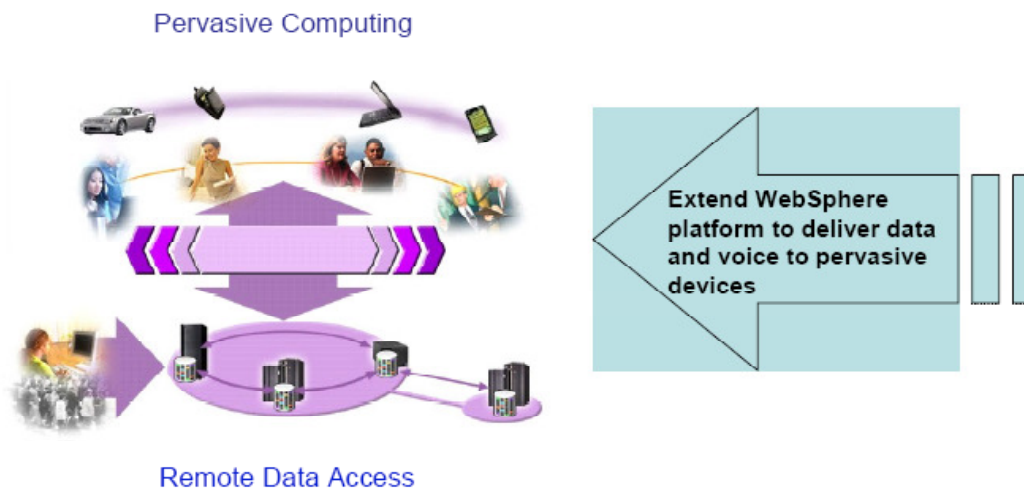 Pervasive Computing
Extend WebSphere
platform to deliver data
and voice to pervasive
devices
Remote Data Access